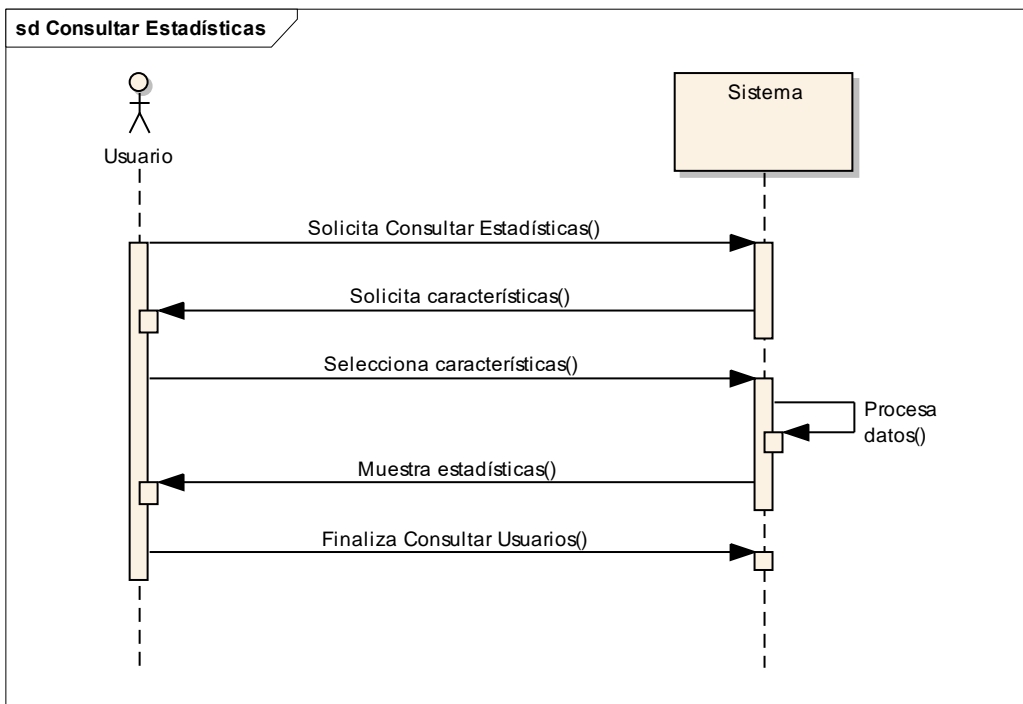 sd Consultar Estadísticas
Usuario
Sistema
Solicita Consultar Estadísticas()
Solicita características()
Selecciona características()
Procesa
datos()
Muestra estadísticas()
Finaliza Consultar Usuarios()